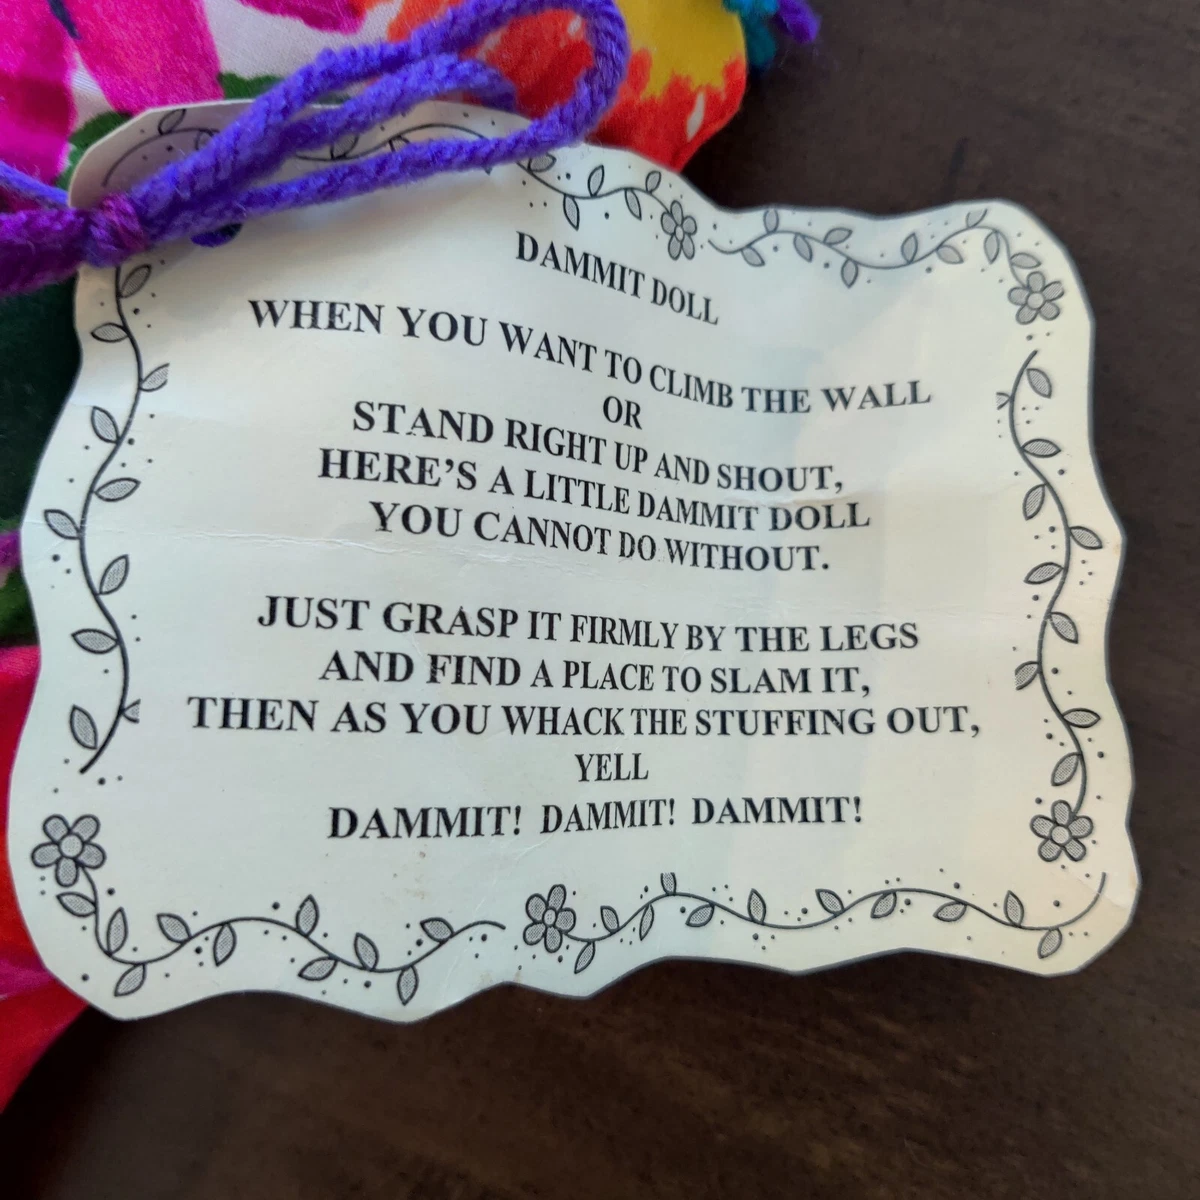 DAMMIT DOLL
WHEN YOU WANT TO CLIMB THE WALL
OR
STAND RIGHT UP AND SHOUT,
HERE'S A LITTLE DAMMIT DOLL
YOU CANNOT DO WITHOUT.
JUST GRASP IT FIRMLY BY THE LEGS
AND FIND A PLACE TO SLAM IT,
THEN AS YOU WHACK THE STUFFING OUT,
YELL
DAMMIT! DAMMIT! DAMMIT!